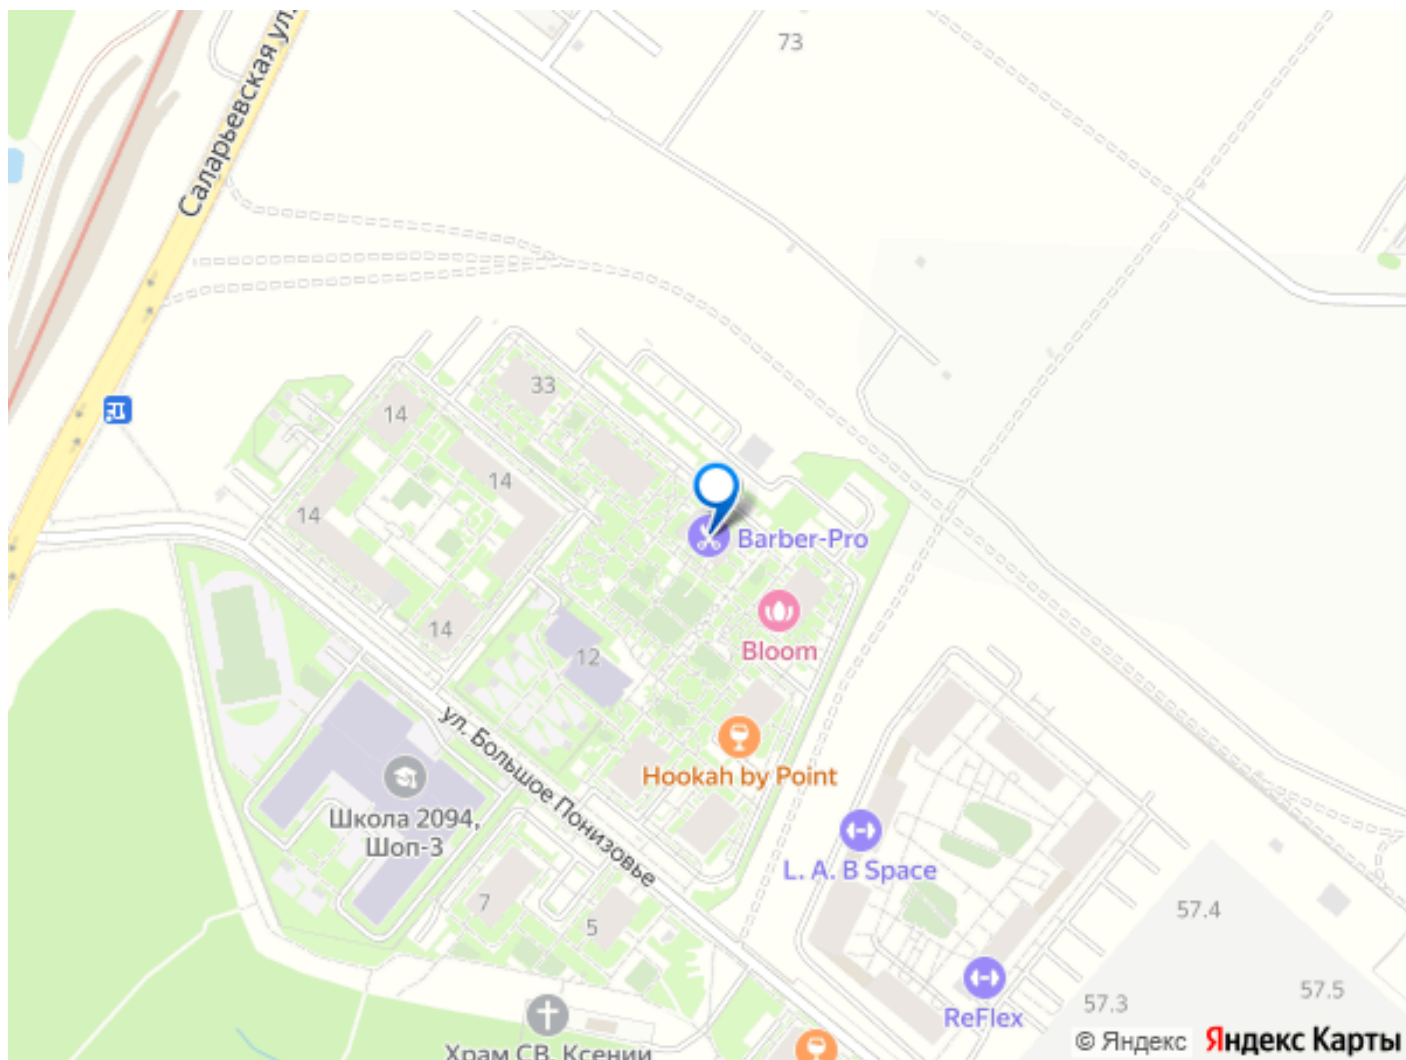 73
Саларьевская ул.
33
14
14
14
Barber-Pro
14
12
Bloom
ул. Большое Понизовье
Hookah by Point
Школа 2094,
Шоп-3
L. A. B Space
7
5
57.4
57.5
57.3
ReFlex
Храм СВ. Ксении
© Яндекс Яндекс Карты